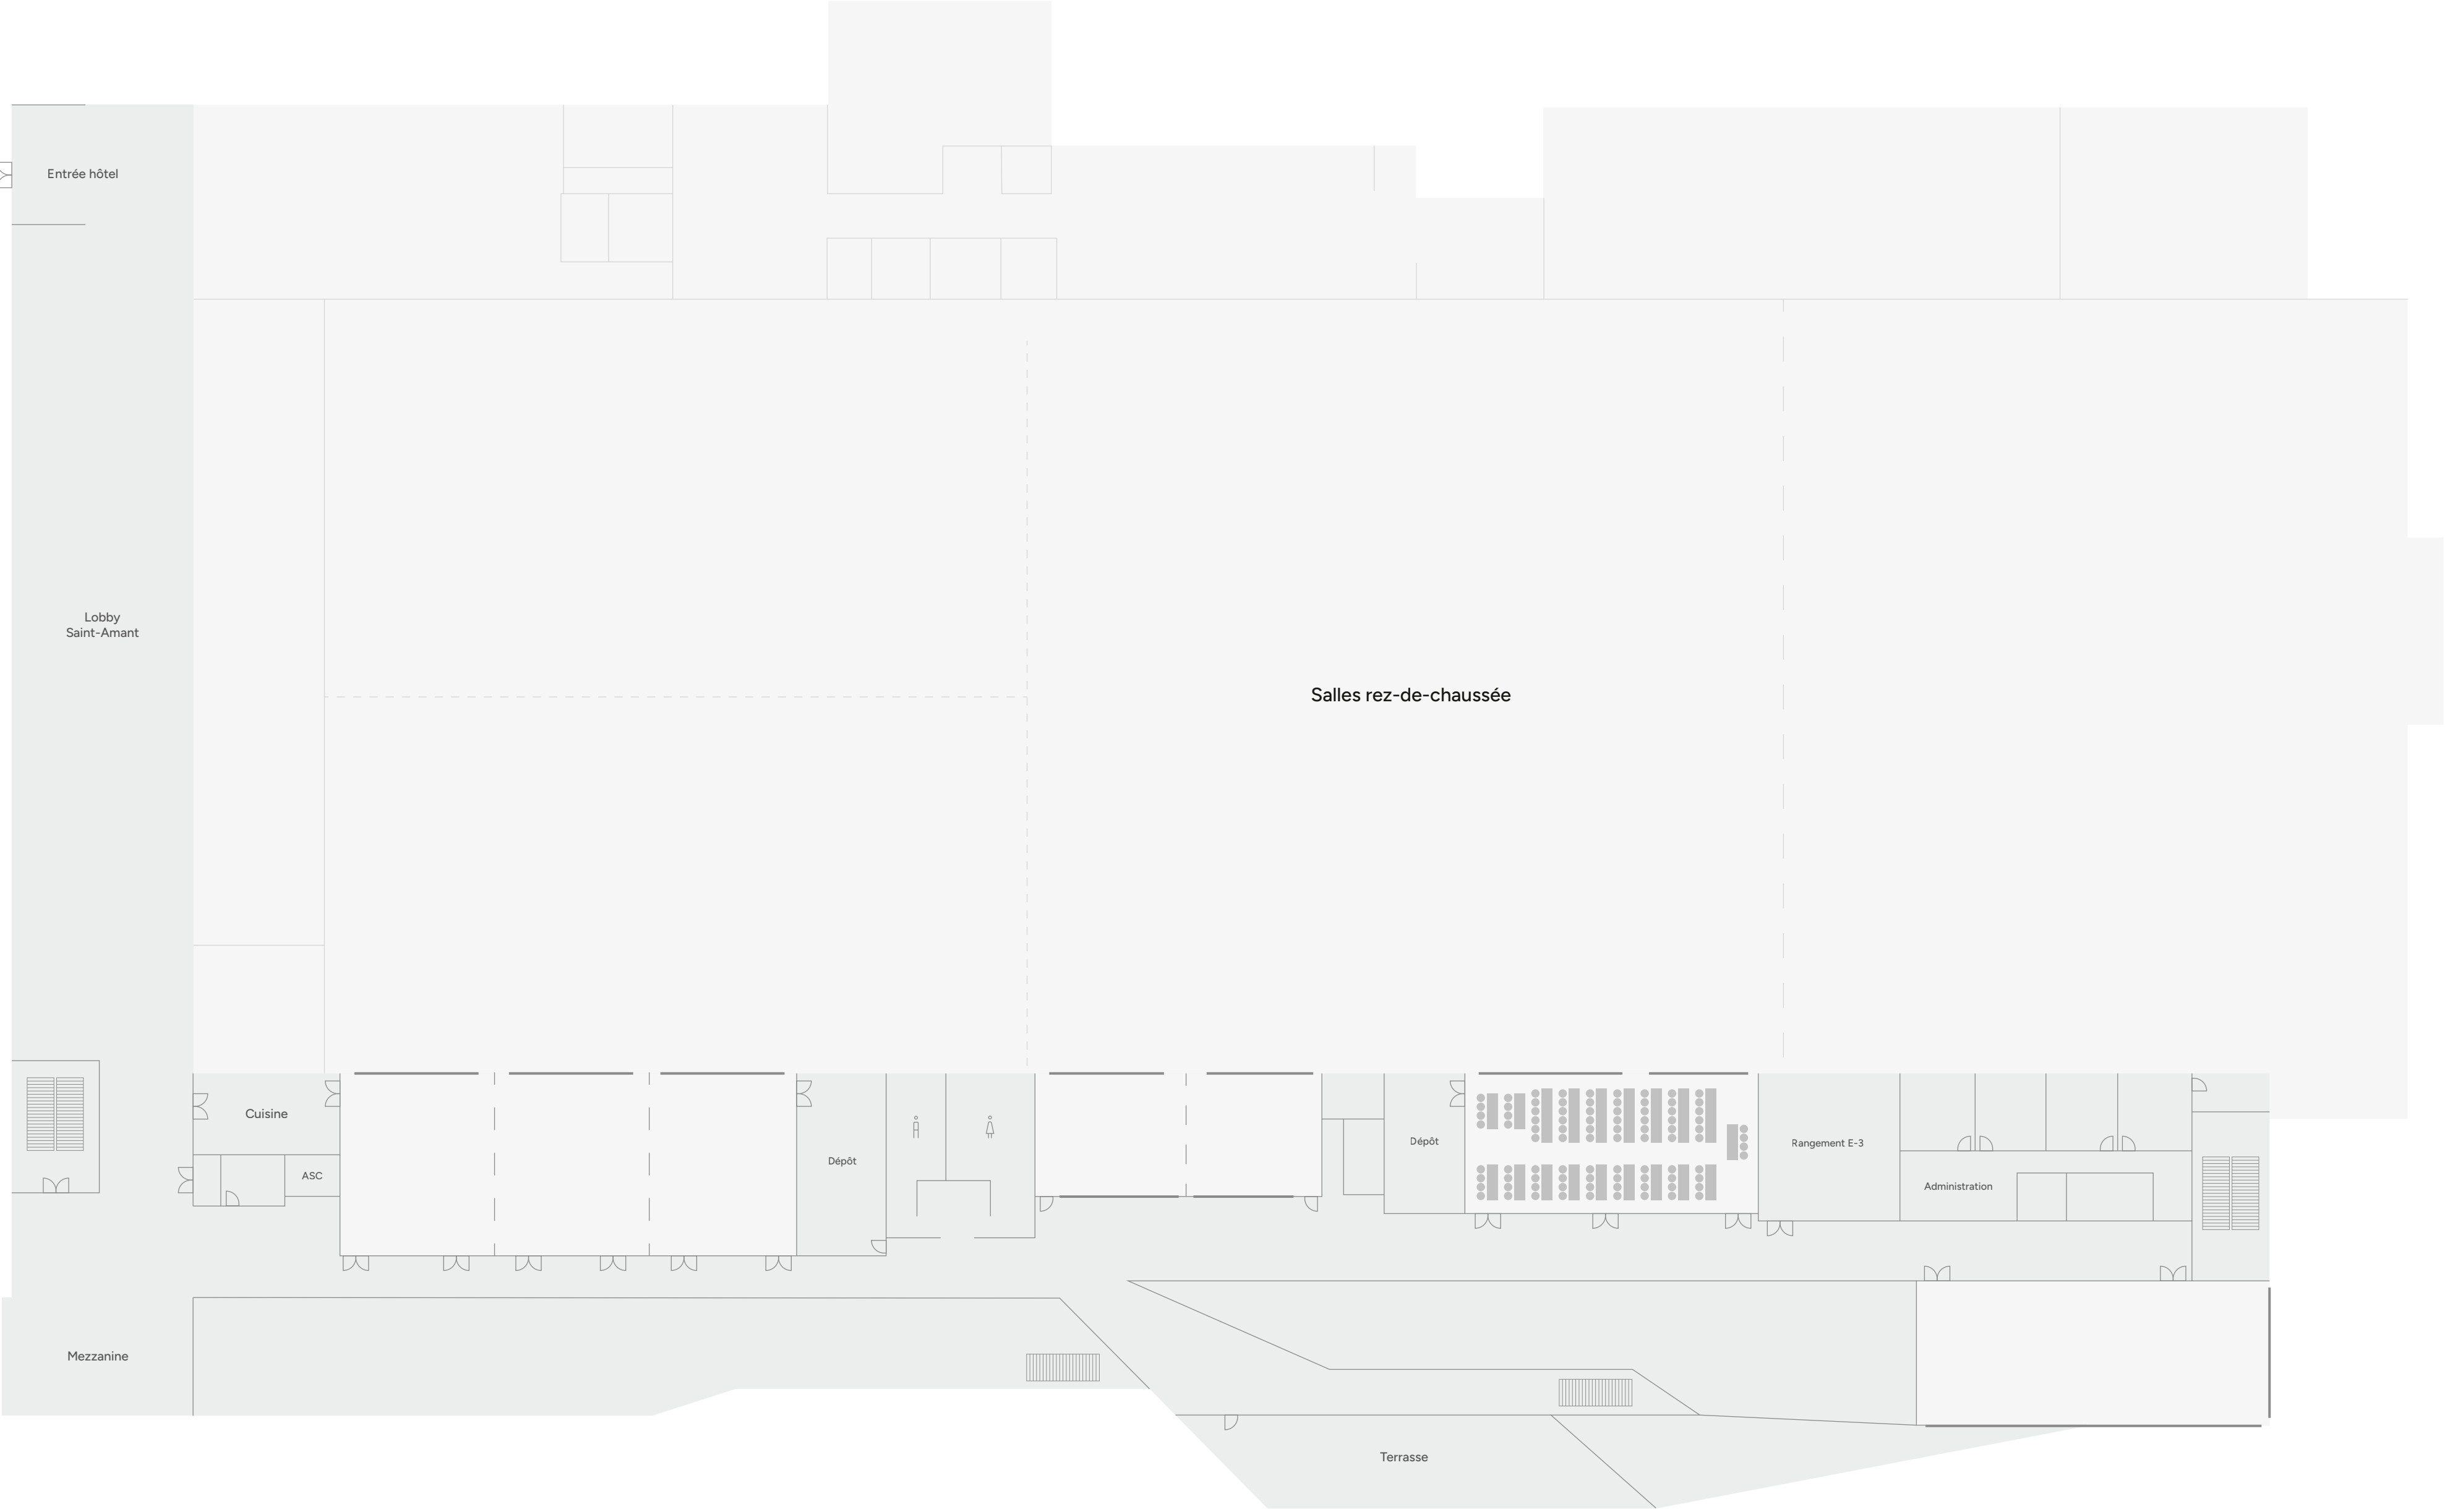 Entrée hôtel
Lobby
Saint-Amant
Salles rez-de-chaussée
Cuisine
ASC
Dépôt
Dépôt
Rangement E-3
Administration
Mezzanine
Terrasse